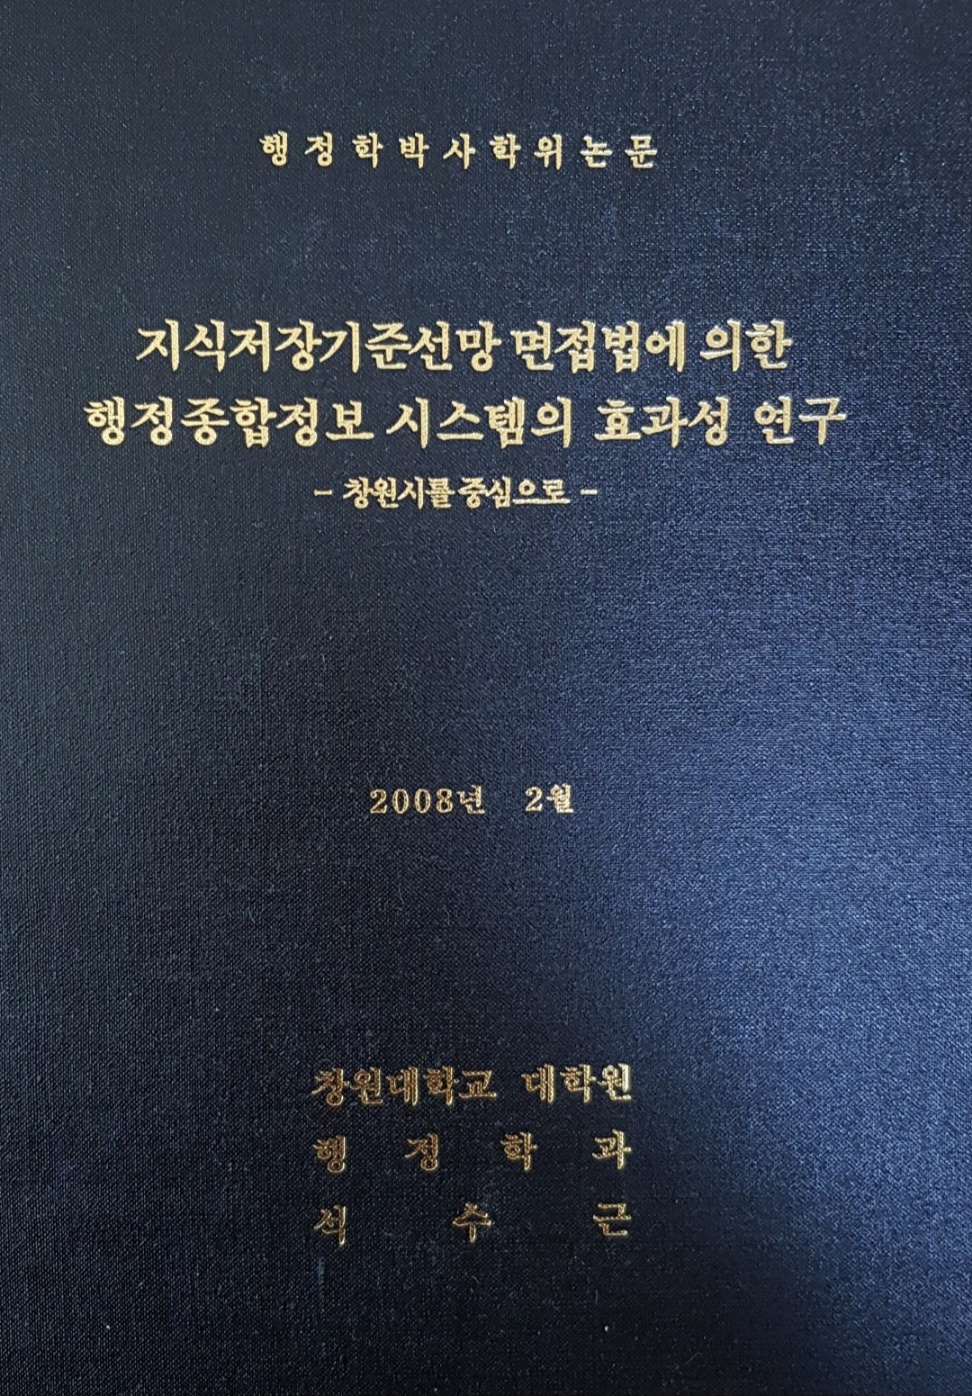 행정학박사학위논문
지식저장기준선망 면접법에 의한
행정종합정보 시스템의 효과성 연구
- 창원시를 중심으로 -
2008년 2월
창원대학교 대학원
행 정 학 과
석 수 근